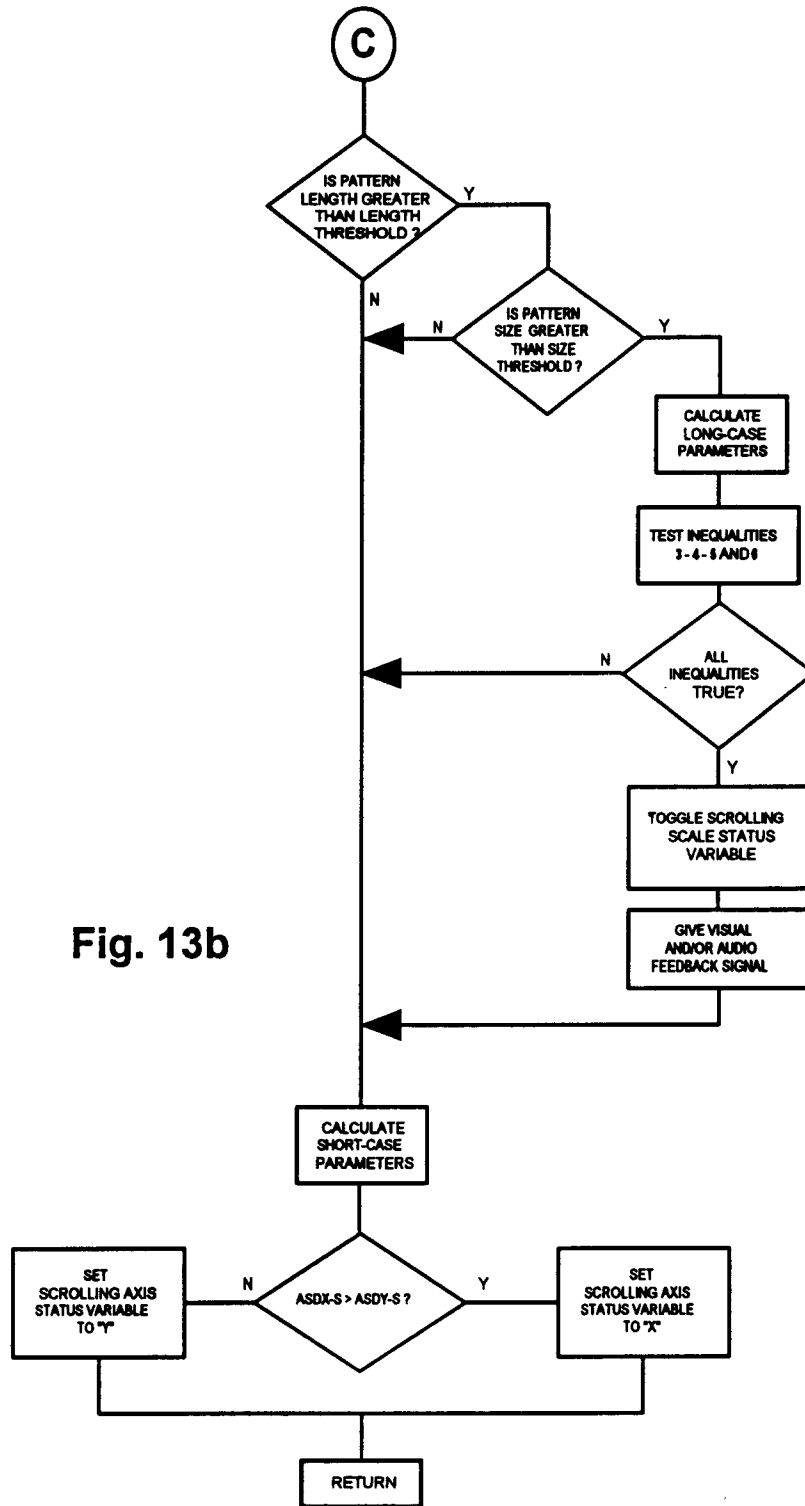 C
IS PATTERN
LENGTH GREATER
THAN LENGTH
THRESHOLD ?
Y
N
IS PATTERN
SIZE GREATER
THAN SIZE
THRESHOLD ?
N
Y
CALCULATE
LONG-CASE
PARAMETERS
TEST INEQUALITIES
3 - 4 - 5 AND 6
ALL
INEQUALITIES
TRUE?
N
Y
TOGGLE SCROLLING
SCALE STATUS
VARIABLE
GIVE VISUAL
AND/OR AUDIO
FEEDBACK SIGNAL
Fig. 13b
CALCULATE
SHORT-CASE
PARAMETERS
ASDX-S > ASDY-S ?
N
Y
SET
SCROLLING AXIS
STATUS VARIABLE
TO "Y"
SET
SCROLLING AXIS
STATUS VARIABLE
TO "X"
RETURN